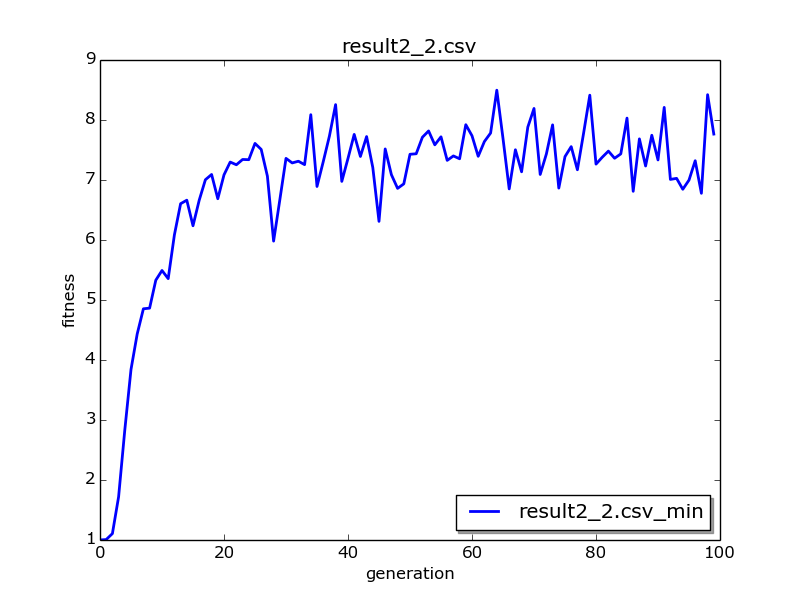 result2_2.csv
9
8
7
6
5
4
3
2
1
fitness
result2_2.csv_min
0 20 40 60 80 100
generation